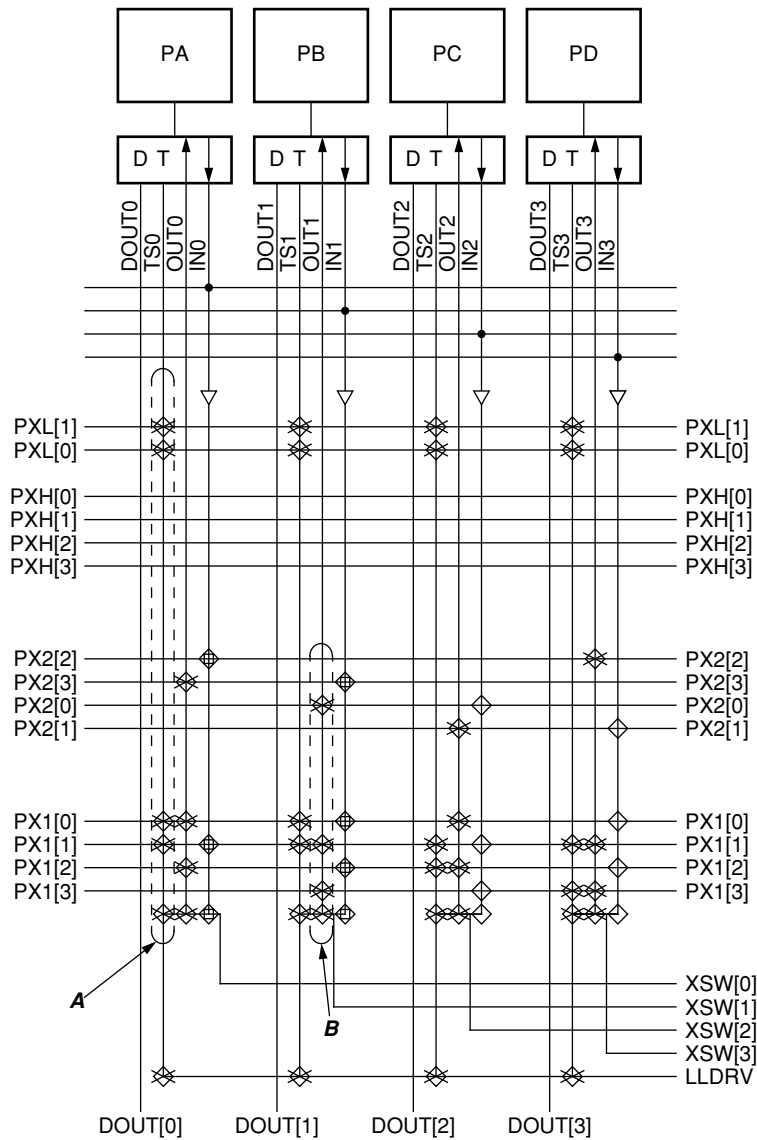 PA PB PC PD
D T D T D T D T
DOUT0 TS0 OUT0 IN0 DOUT1 TS1 OUT1 IN1 DOUT2 TS2 OUT2 IN2 DOUT3 TS3 OUT3 IN3
PXL[1] PXL[1]
PXL[0] PXL[0]
PXH[0] PXH[0]
PXH[1] PXH[1]
PXH[2] PXH[2]
PXH[3] PXH[3]
PX2[2] PX2[2]
PX2[3] PX2[3]
PX2[0] PX2[0]
PX2[1] PX2[1]
PX1[0] PX1[0]
PX1[1] PX1[1]
PX1[2] PX1[2]
PX1[3] PX1[3]
XSW[0]
A XSW[1]
B XSW[2]
XSW[3]
LLDRV
DOUT[0] DOUT[1] DOUT[2] DOUT[3]